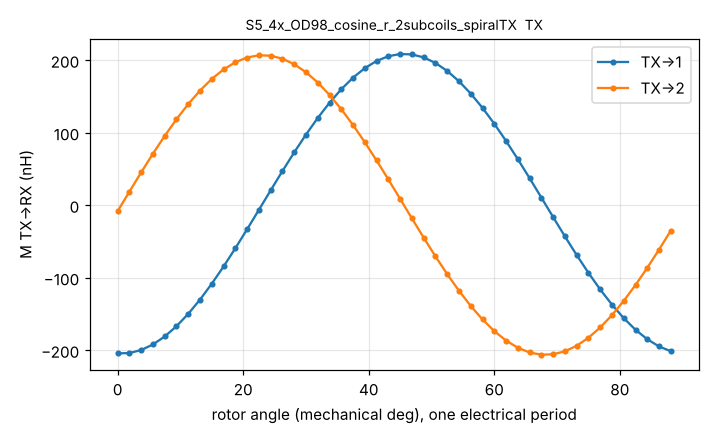 S5_4x_OD98_cosine_r_2subcoils_spiralTX  TX
TX→1
TX→2
M TX→RX (nH)
200
100
0
−100
−200
0
20
40
60
80
rotor angle (mechanical deg), one electrical period